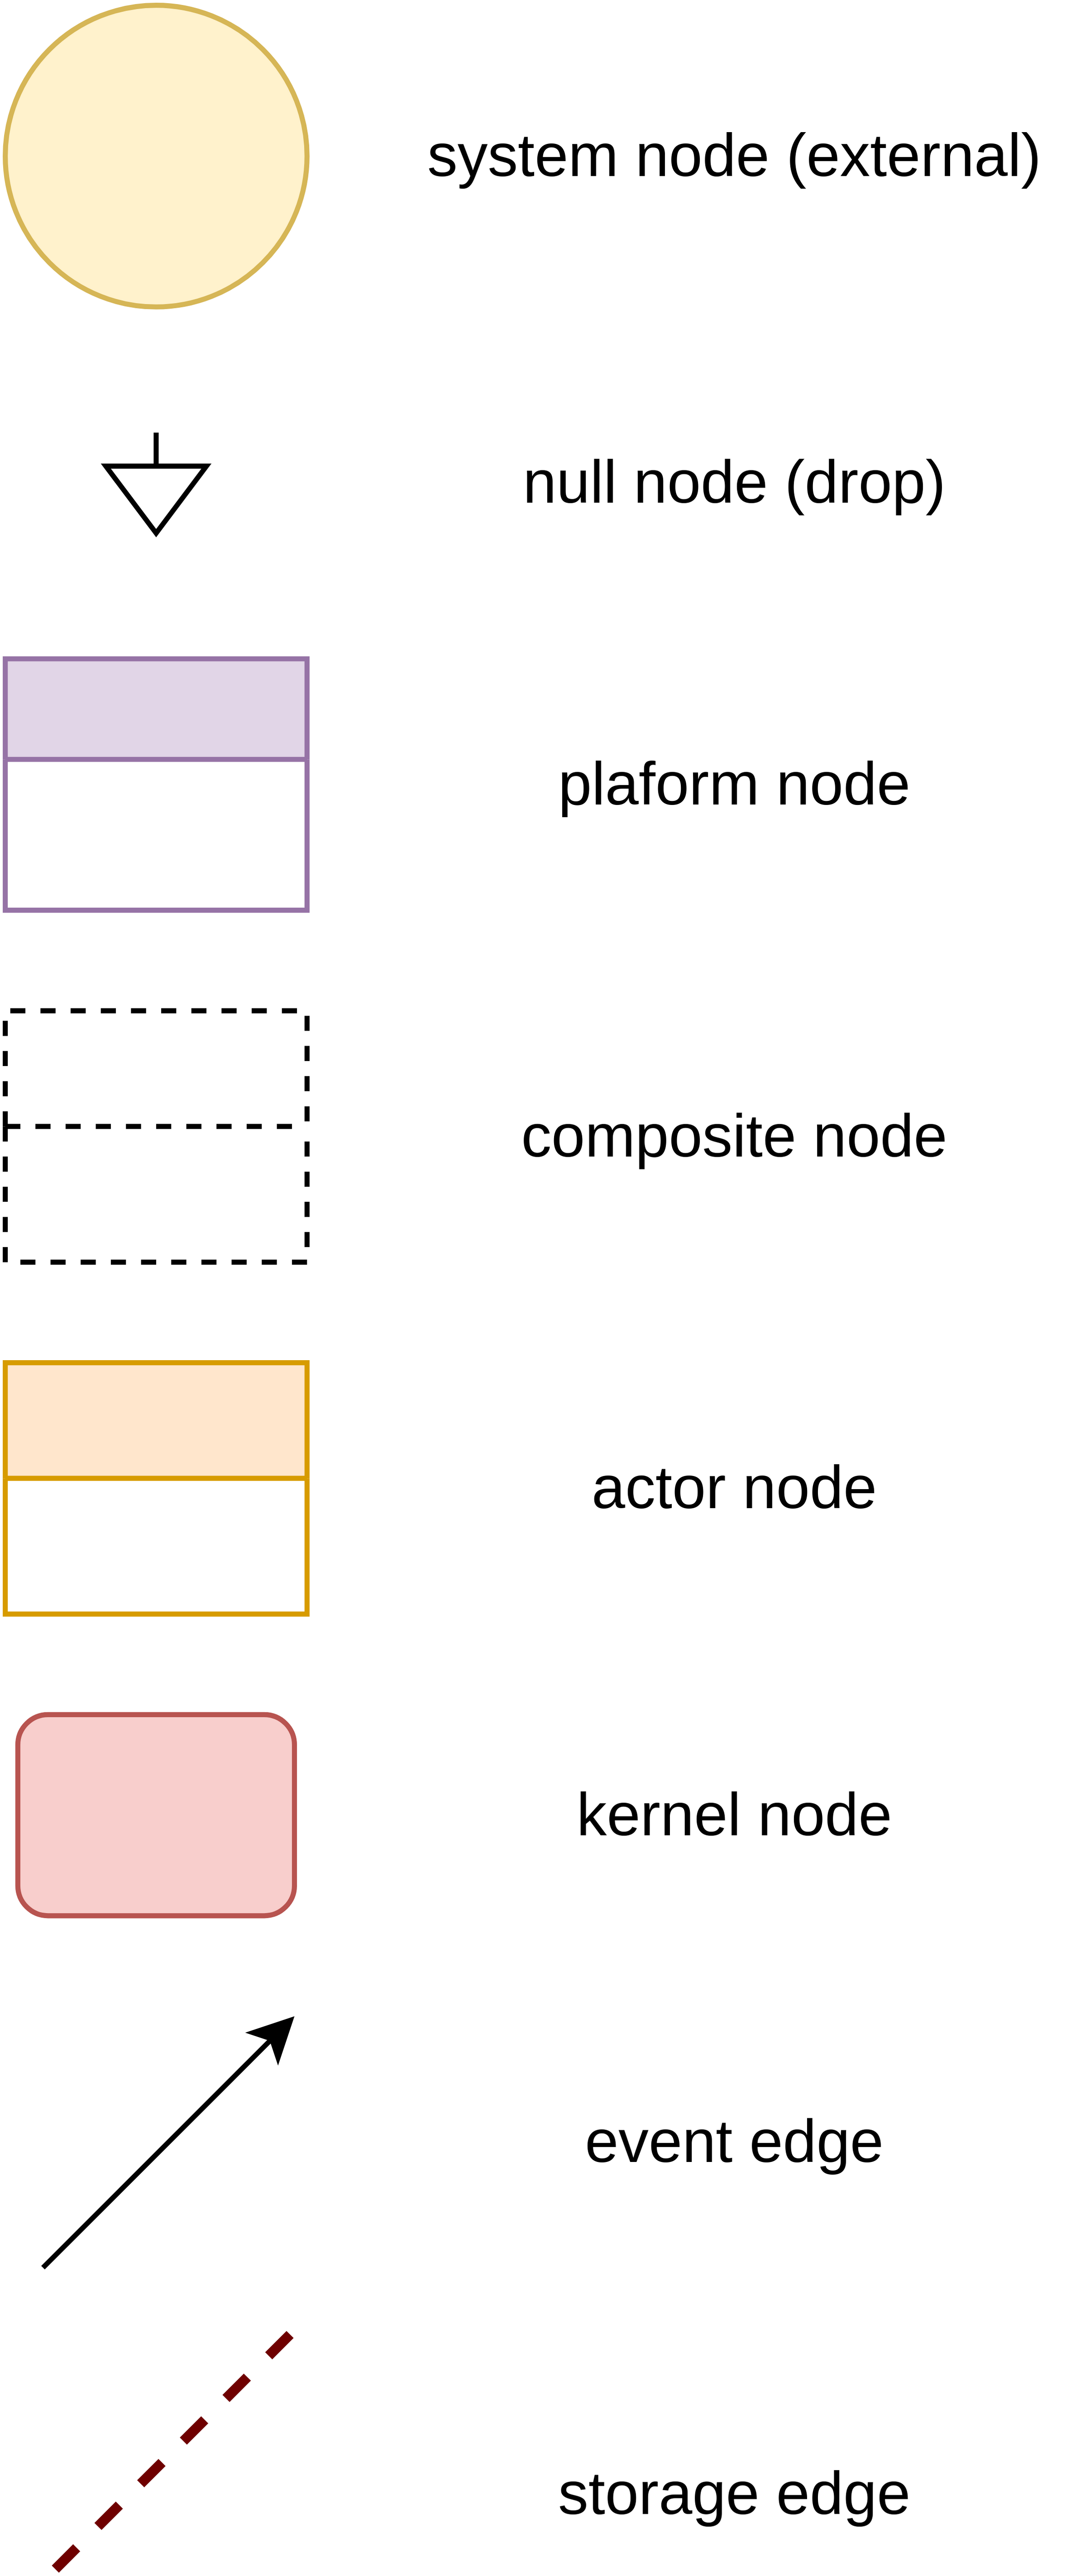 system node (external)
null node (drop)
plaform node
composite node
actor node
kernel node
event edge
storage edge